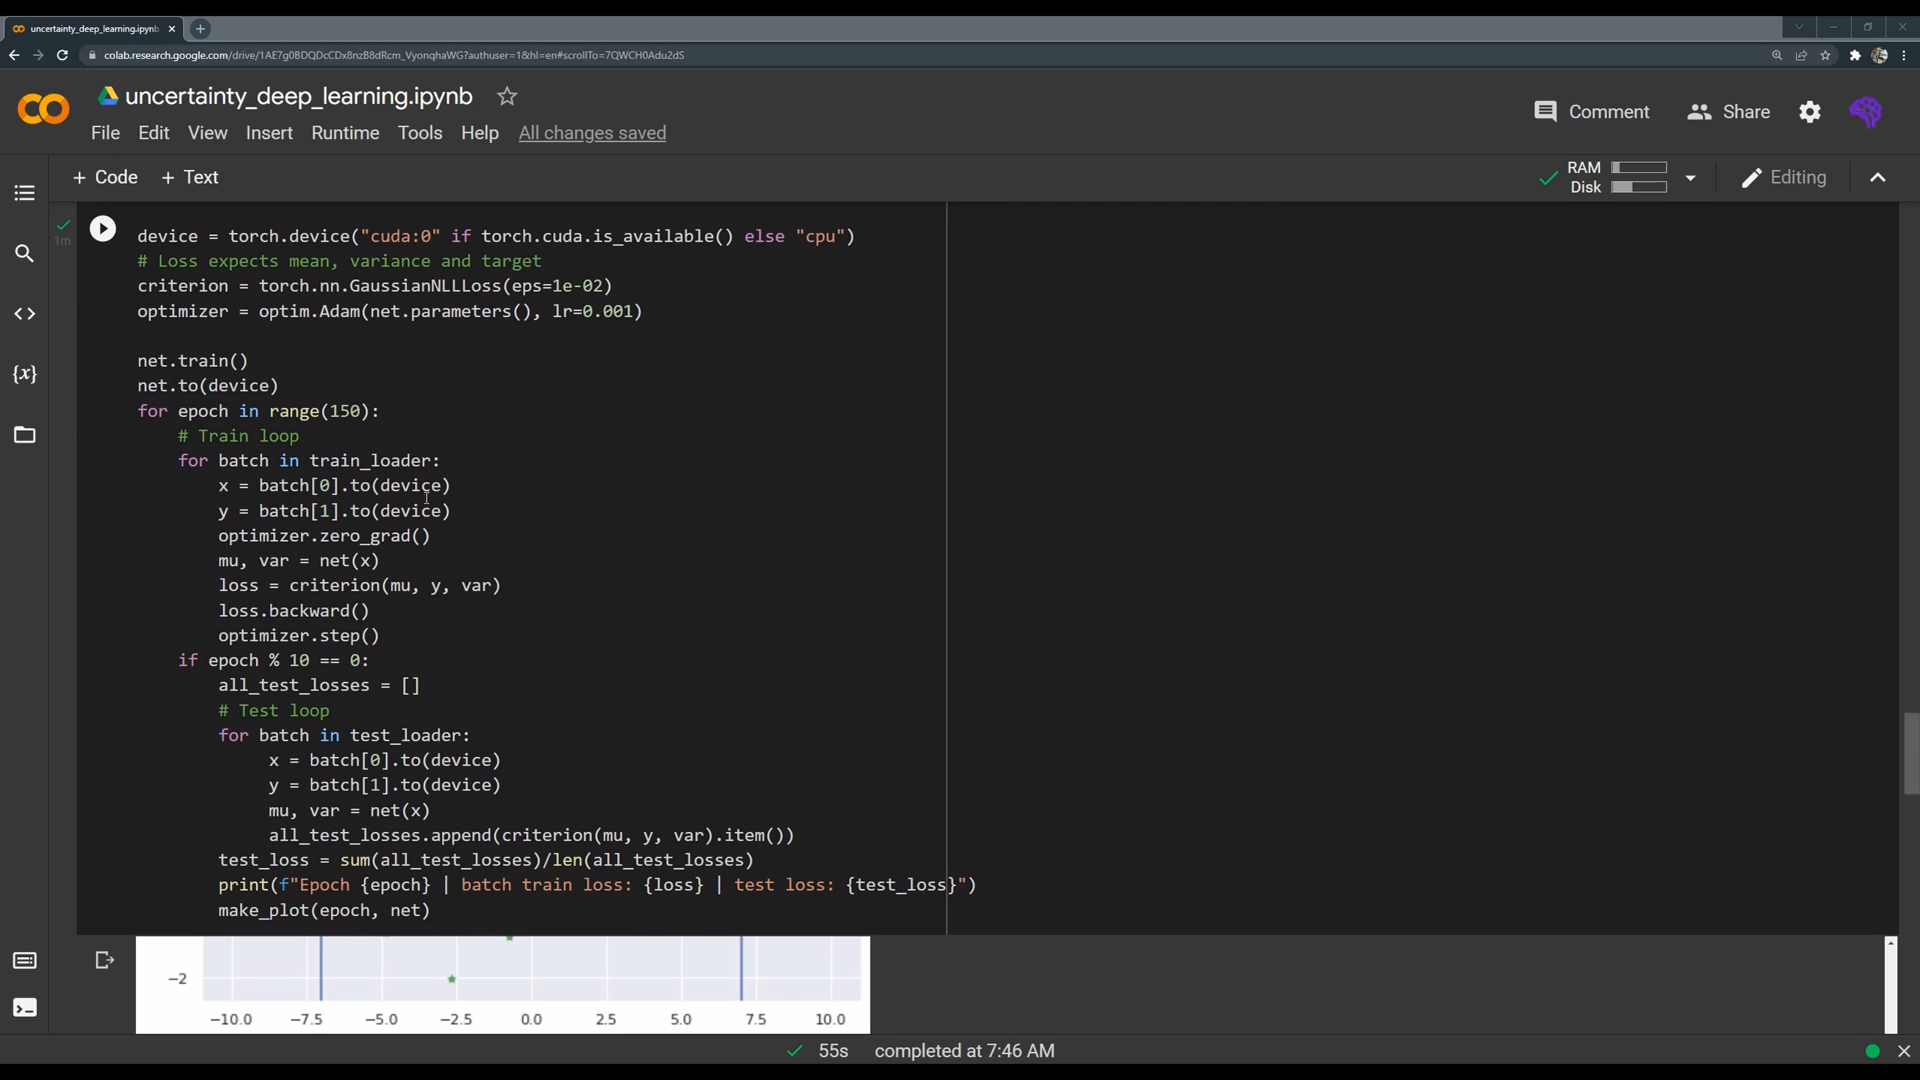 uncertainty_deep_learning.ipynb
colab.research.google.com/drive/1AE7g0BDQDcCDx8nzB8dRcm_VyonqhaWG?authuser=1&hl=en#scrollTo=7QWCH0Adu2dS
uncertainty_deep_learning.ipynb
Comment
Share
File Edit View Insert Runtime Tools Help All changes saved
+ Code + Text
RAM
Disk
Editing
1m
device = torch.device("cuda:0" if torch.cuda.is_available() else "cpu")
# Loss expects mean, variance and target
criterion = torch.nn.GaussianNLLLoss(eps=1e-02)
optimizer = optim.Adam(net.parameters(), lr=0.001)
net.train()
net.to(device)
for epoch in range(150):
# Train loop
for batch in train_loader:
x = batch[0].to(device)
y = batch[1].to(device)
optimizer.zero_grad()
mu, var = net(x)
loss = criterion(mu, y, var)
loss.backward()
optimizer.step()
if epoch % 10 == 0:
all_test_losses = []
# Test loop
for batch in test_loader:
x = batch[0].to(device)
y = batch[1].to(device)
mu, var = net(x)
all_test_losses.append(criterion(mu, y, var).item())
test_loss = sum(all_test_losses)/len(all_test_losses)
print(f"Epoch {epoch} | batch train loss: {loss} | test loss: {test_loss}")
make_plot(epoch, net)
−2
−10.0 −7.5 −5.0 −2.5 0.0 2.5 5.0 7.5 10.0
55s completed at 7:46 AM